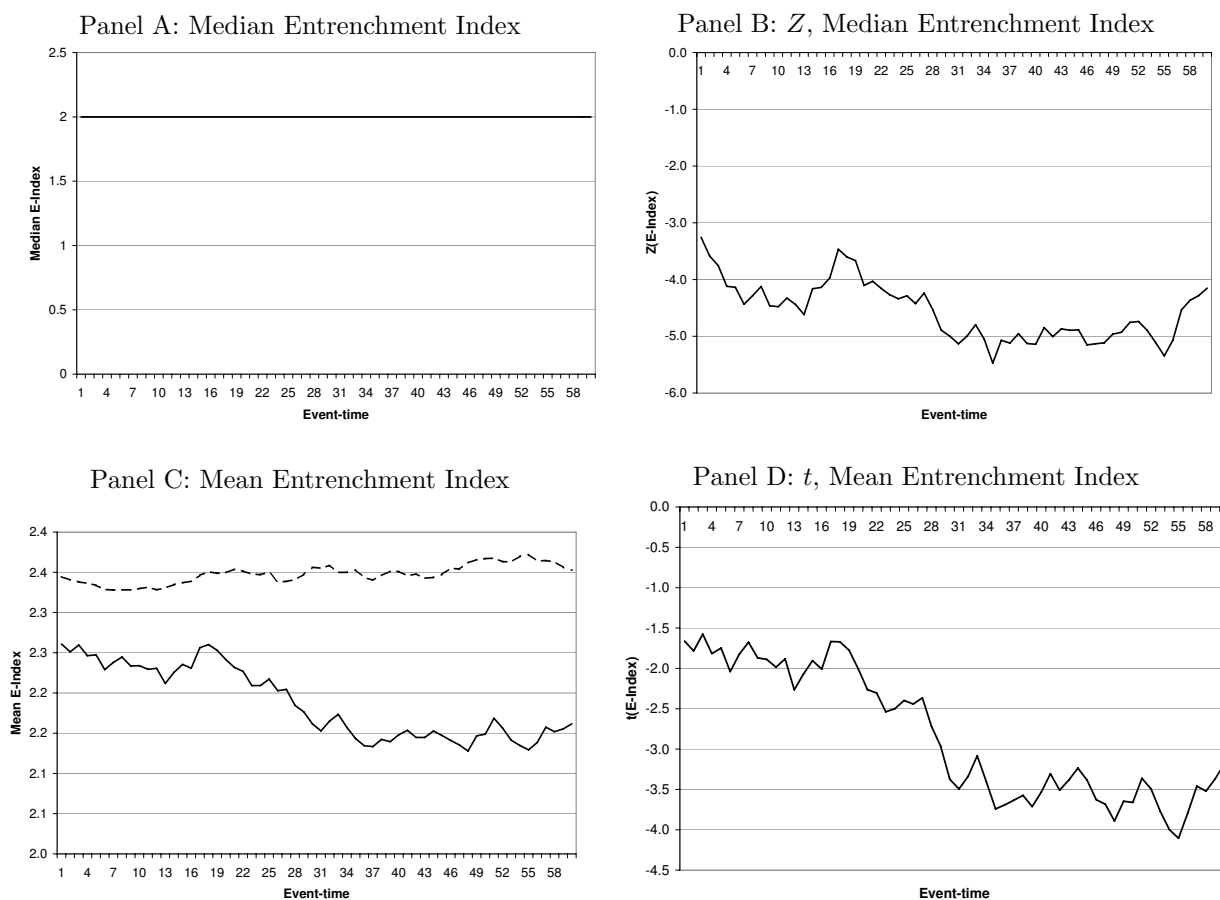 Panel A: Median Entrenchment Index
2.5
2
1.5
1
0.5
0
Median E-Index
1 4 7 10 13 16 19 22 25 28 31 34 37 40 43 46 49 52 55 58
Event-time
Panel B: Z, Median Entrenchment Index
0.0
1 4 7 10 13 16 19 22 25 28 31 34 37 40 43 46 49 52 55 58
-1.0
-2.0
-3.0
-4.0
-5.0
-6.0
Z(E-Index)
Event-time
Panel C: Mean Entrenchment Index
2.4
2.4
2.3
2.3
2.2
2.2
2.1
2.1
2.0
Mean E-Index
1 4 7 10 13 16 19 22 25 28 31 34 37 40 43 46 49 52 55 58
Event-time
Panel D: t, Mean Entrenchment Index
0.0
1 4 7 10 13 16 19 22 25 28 31 34 37 40 43 46 49 52 55 58
-0.5
-1.0
-1.5
-2.0
-2.5
-3.0
-3.5
-4.0
-4.5
t(E-Index)
Event-time